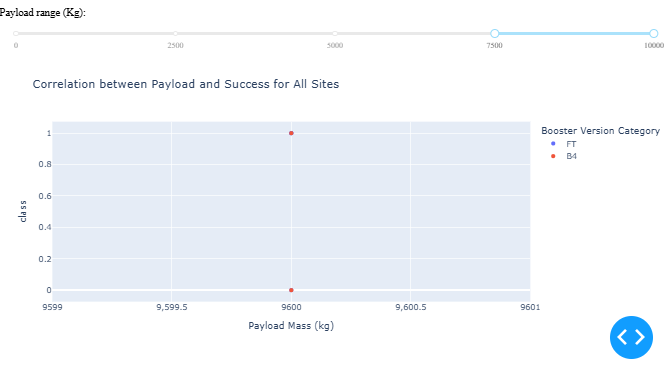 Payload range (Kg):
0 2500 5000 7500 10000
Correlation between Payload and Success for All Sites
Booster Version Category
FT
B4
1
0.8
0.6
0.4
0.2
0
class
9599 9,599.5 9600 9,600.5 9601
Payload Mass (kg)